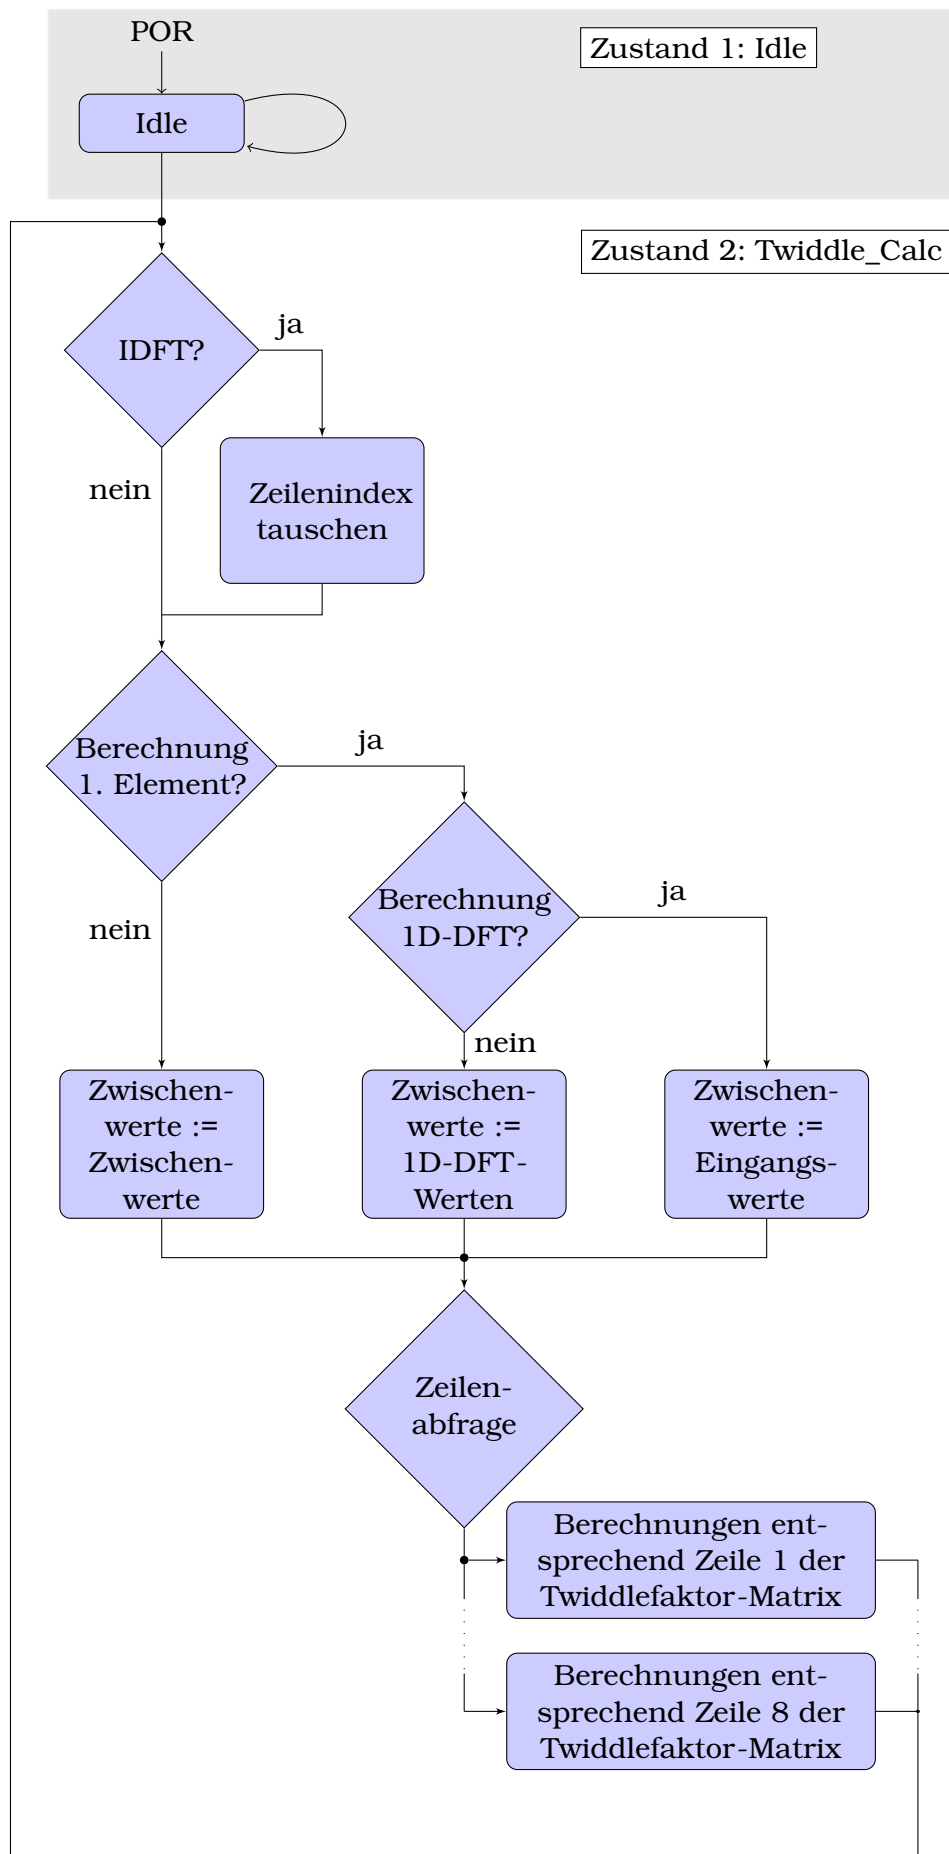 POR
Zustand 1: Idle
Idle
Zustand 2: Twiddle_Calc
IDFT?
ja
nein
Zeilenindex
tauschen
Berechnung
1. Element?
ja
nein
Berechnung
1D-DFT?
ja
nein
Zwischen-
werte :=
Zwischen-
werte
Zwischen-
werte :=
1D-DFT-
Werten
Zwischen-
werte :=
Eingangs-
werte
Zeilen-
abfrage
Berechnungen ent-
sprechend Zeile 1 der
Twiddlefaktor-Matrix
Berechnungen ent-
sprechend Zeile 8 der
Twiddlefaktor-Matrix